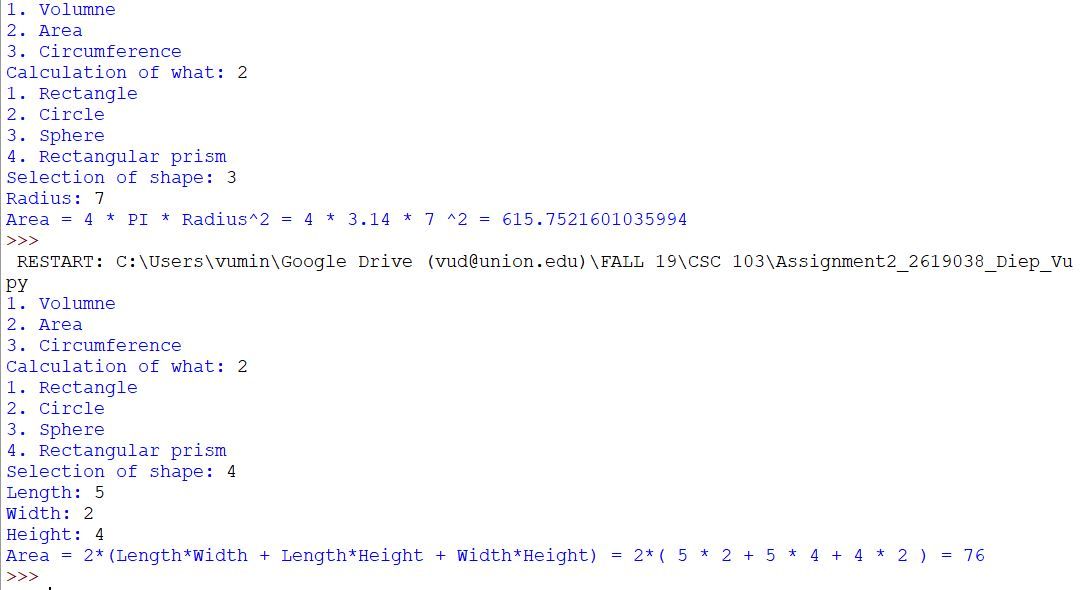 1. Volumne
2. Area
3. Circumference
Calculation of what: 2
1. Rectangle
2. Circle
3. Sphere
4. Rectangular prism
Selection of shape: 3
Radius: 7
Area = 4 * PI * Radius^2 = 4 * 3.14 * 7 ^2 = 615.7521601035994
>>>
RESTART: C:\Users\vumin\Google Drive (vud@union.edu)\FALL 19\CSC 103\Assignment2_2619038_Diep_Vu
py
1. Volumne
2. Area
3. Circumference
Calculation of what: 2
1. Rectangle
2. Circle
3. Sphere
4. Rectangular prism
Selection of shape: 4
Length: 5
Width: 2
Height: 4
Area = 2*(Length*Width + Length*Height + Width*Height) = 2*( 5 * 2 + 5 * 4 + 4 * 2 ) = 76
>>>